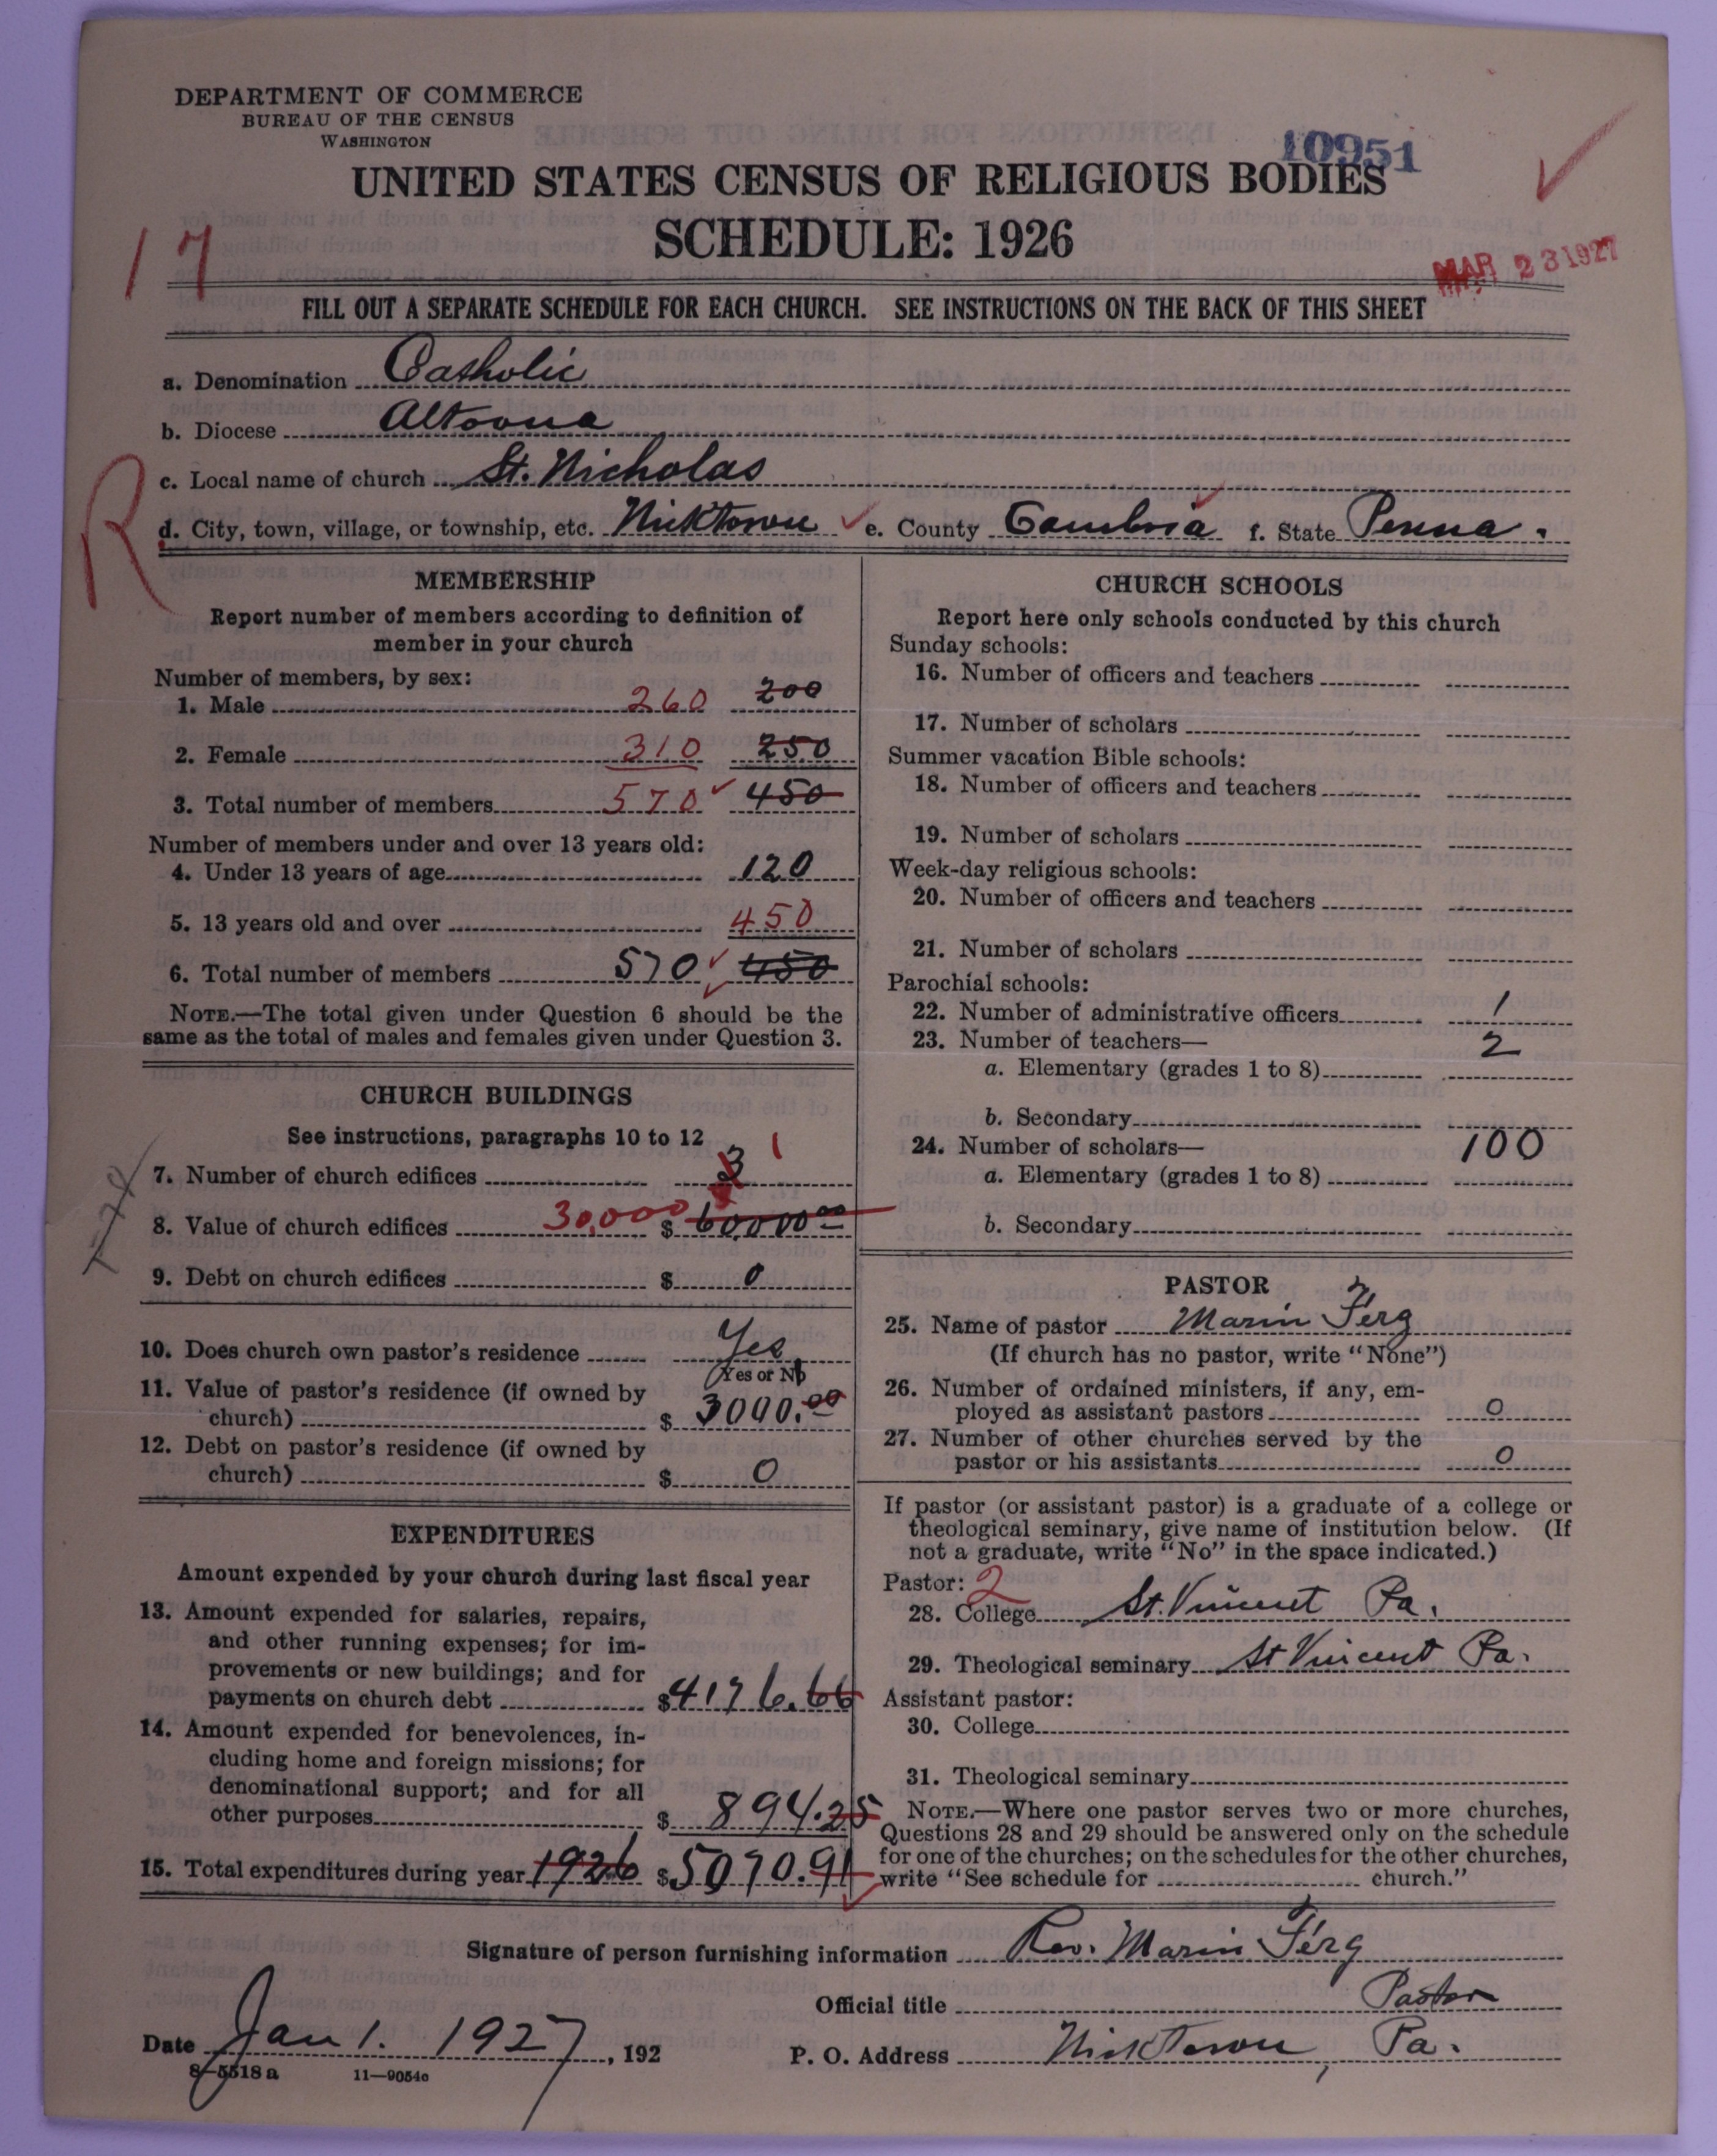 DEPARTMENT OF COMMERCE
BUREAU OF THE CENSUS
WASHINGTON
10951
UNITED STATES CENSUS OF RELIGIOUS BODIES
SCHEDULE: 1926
17
MAR 23 1927
FILL OUT A SEPARATE SCHEDULE FOR EACH CHURCH. SEE INSTRUCTIONS ON THE BACK OF THIS SHEET
a. Denomination Catholic
b. Diocese Altoona
c. Local name of church St. Nicholas
R
d. City, town, village, or township, etc. Nicktown e. County Cambria f. State Penna.
MEMBERSHIP
Report number of members according to definition of
member in your church
Number of members, by sex:
1. Male 260 200
2. Female 310 250
3. Total number of members 570 450
Number of members under and over 13 years old:
4. Under 13 years of age 120
5. 13 years old and over 450
6. Total number of members 570 450
NOTE.—The total given under Question 6 should be the
same as the total of males and females given under Question 3.
CHURCH BUILDINGS
See instructions, paragraphs 10 to 12
7. Number of church edifices 3 1
8. Value of church edifices 30,000 $ 60,000.00
9. Debt on church edifices $ 0
10. Does church own pastor's residence Yes
(Yes or No)
11. Value of pastor's residence (if owned by
church) $ 3000.00
12. Debt on pastor's residence (if owned by
church) $ 0
EXPENDITURES
Amount expended by your church during last fiscal year
13. Amount expended for salaries, repairs,
and other running expenses; for im-
provements or new buildings; and for
payments on church debt $ 4176.66
14. Amount expended for benevolences, in-
cluding home and foreign missions; for
denominational support; and for all
other purposes $ 894.25
15. Total expenditures during year 1926 $ 5070.91
CHURCH SCHOOLS
Report here only schools conducted by this church
Sunday schools:
16. Number of officers and teachers
17. Number of scholars
Summer vacation Bible schools:
18. Number of officers and teachers
19. Number of scholars
Week-day religious schools:
20. Number of officers and teachers
21. Number of scholars
Parochial schools:
22. Number of administrative officers 1
23. Number of teachers— 2
a. Elementary (grades 1 to 8)
b. Secondary
24. Number of scholars— 100
a. Elementary (grades 1 to 8)
b. Secondary
PASTOR
25. Name of pastor Marin Ferg
(If church has no pastor, write "None")
26. Number of ordained ministers, if any, em-
ployed as assistant pastors 0
27. Number of other churches served by the
pastor or his assistants 0
If pastor (or assistant pastor) is a graduate of a college or
theological seminary, give name of institution below. (If
not a graduate, write "No" in the space indicated.)
Pastor: 2
28. College St. Vincent Pa.
29. Theological seminary St Vincent Pa.
Assistant pastor:
30. College
31. Theological seminary
NOTE.—Where one pastor serves two or more churches,
Questions 28 and 29 should be answered only on the schedule
for one of the churches; on the schedules for the other churches,
write "See schedule for church."
Signature of person furnishing information Rev. Marin Ferg
Official title Pastor
Date Jan 1. 1927, 192
P. O. Address Nicktown, Pa.
8-5518 a 11-9054c